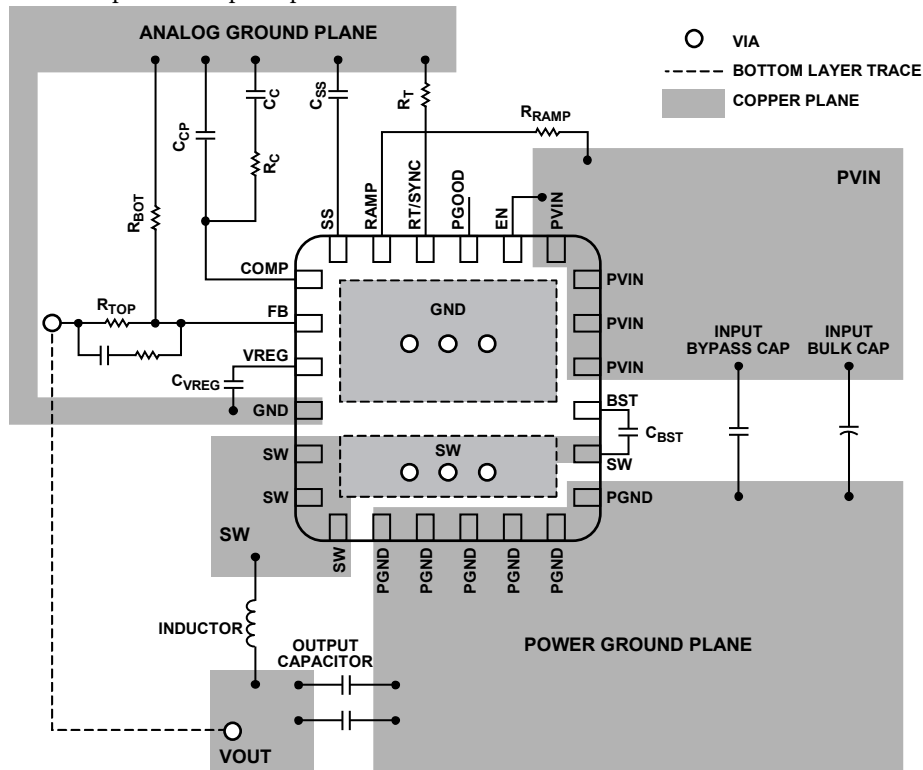 ANALOG GROUND PLANE
VIA
BOTTOM LAYER TRACE
COPPER PLANE
CCP
CC
RC
CSS
RT
RRAMP
RBOT
SS
RAMP
RT/SYNC
PGOOD
EN
PVIN
PVIN
COMP
PVIN
RTOP
FB
GND
PVIN
VREG
PVIN
INPUT
BYPASS CAP
INPUT
BULK CAP
CVREG
GND
BST
CBST
SW
SW
SW
SW
PGND
SW
SW
PGND
PGND
PGND
PGND
PGND
INDUCTOR
OUTPUT
CAPACITOR
POWER GROUND PLANE
VOUT